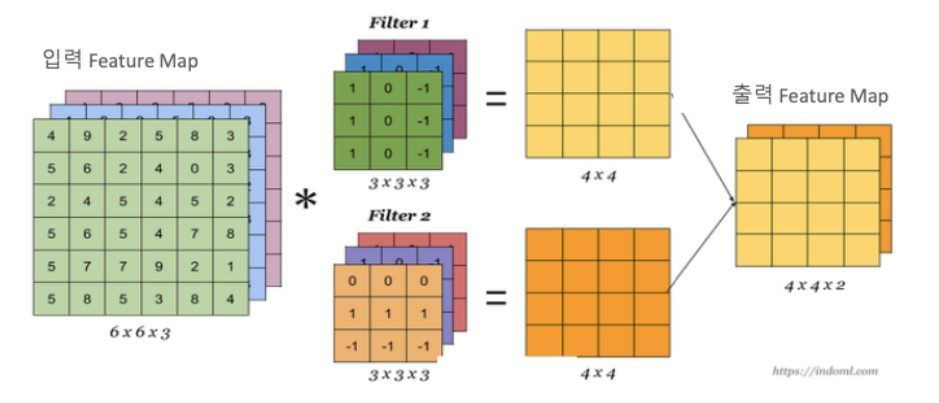 입력 Feature Map
4 9 2 5 8 3
5 6 2 4 0 3
2 4 5 4 5 2
5 6 5 4 7 8
5 7 7 9 2 1
5 8 5 3 8 4
6 x 6 x 3
*
Filter 1
1 0 -1
1 0 -1
1 0 -1
3 x 3 x 3
=
4 x 4
Filter 2
1 0 -1
0 0 0
1 1 1
-1 -1 -1
3 x 3 x 3
=
4 x 4
출력 Feature Map
4 x 4 x 2
https://indoml.com